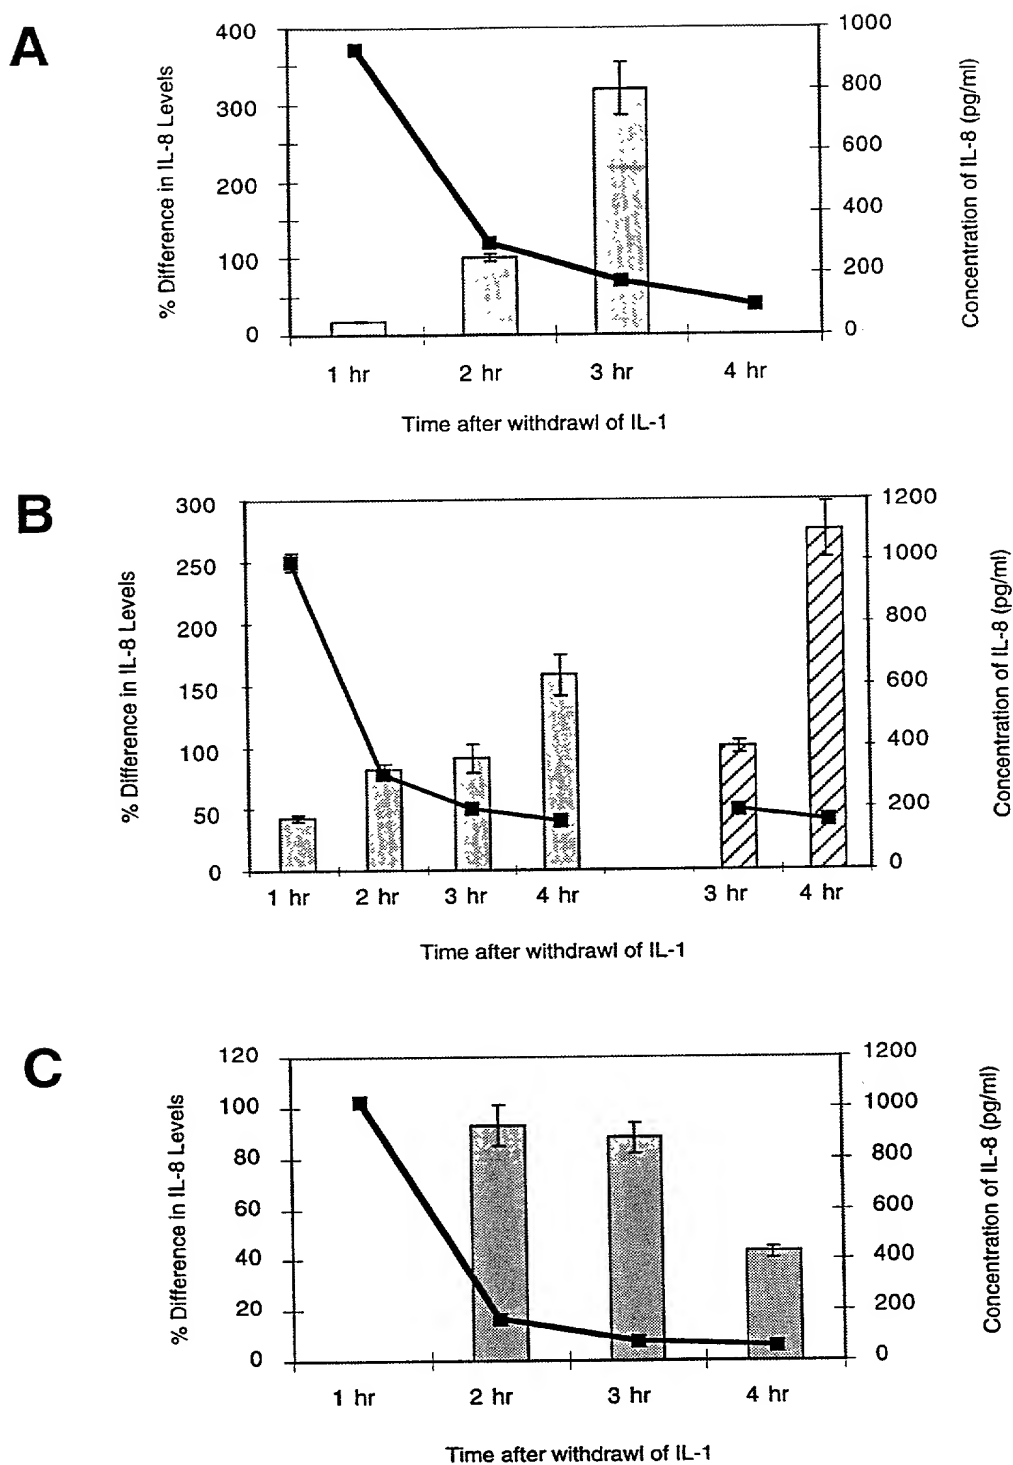 A
400
300
200
100
0
% Difference in IL-8 Levels
1000
800
600
400
200
0
Concentration of IL-8 (pg/ml)
1 hr 2 hr 3 hr 4 hr
Time after withdrawl of IL-1
B
300
250
200
150
100
50
0
% Difference in IL-8 Levels
1200
1000
800
600
400
200
0
Concentration of IL-8 (pg/ml)
1 hr 2 hr 3 hr 4 hr 3 hr 4 hr
Time after withdrawl of IL-1
C
120
100
80
60
40
20
0
% Difference in IL-8 Levels
1200
1000
800
600
400
200
0
Concentration of IL-8 (pg/ml)
1 hr 2 hr 3 hr 4 hr
Time after withdrawl of IL-1